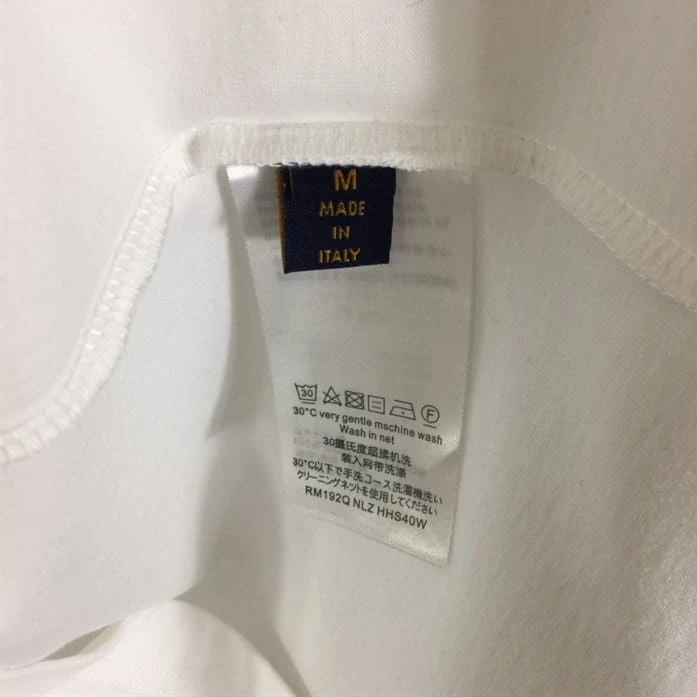 M
MADE
IN
ITALY
30
30°C very gentle mschine wash
Wash in net
30摄氏度超揉机洗
装入网带洗涤
30°C以下で手洗コース洗濯機洗い
クリーニングネットを使用してください
RM192Q NLZ HHS40W